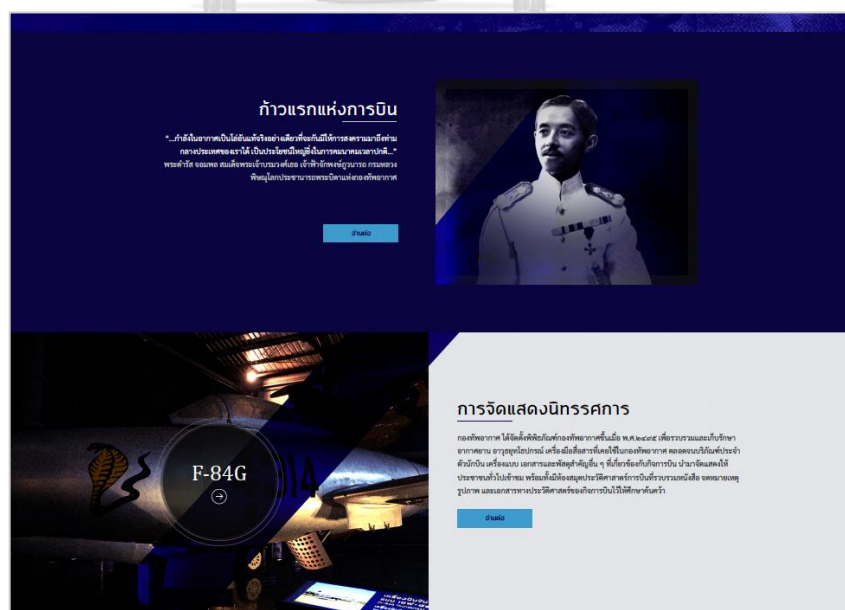 ก้าวแรกแห่งการบิน
"...กำลังในอากาศเป็นโล่อันแท้จริงอย่างเดียวที่จะกันมิให้การสงครามมาถึงท่าม
กลางประเทศของเราได้ เป็นประโยชน์ใหญ่ยิ่งในการคมนาคมเวลาปกติ..."
พระดำรัส จอมพล สมเด็จพระเจ้าบรมวงศ์เธอ เจ้าฟ้าจักรพงษ์ภูวนารถ กรมหลวง
พิษณุโลกประชานารถพระบิดาแห่งกองทัพอากาศ
อ่านต่อ
F-84G
14
การจัดแสดงนิทรรศการ
กองทัพอากาศ ได้จัดตั้งพิพิธภัณฑ์กองทัพอากาศขึ้นเมื่อ พ.ศ.๒๔๙๕ เพื่อรวบรวมและเก็บรักษา
อากาศยาน อาวุธยุทโธปกรณ์ เครื่องมือสื่อสารที่เคยใช้ในกองทัพอากาศ ตลอดจนบริภัณฑ์ประจำ
ตัวนักบิน เครื่องแบบ เอกสารและพัสดุสำคัญอื่น ๆ ที่เกี่ยวข้องกับกิจการบิน นำมาจัดแสดงให้
ประชาชนทั่วไปเข้าชม พร้อมทั้งมีห้องสมุดประวัติศาสตร์การบินที่รวบรวมหนังสือ จดหมายเหตุ
รูปภาพ และเอกสารทางประวัติศาสตร์ของกิจการบินไว้ให้ศึกษาค้นคว้า
อ่านต่อ